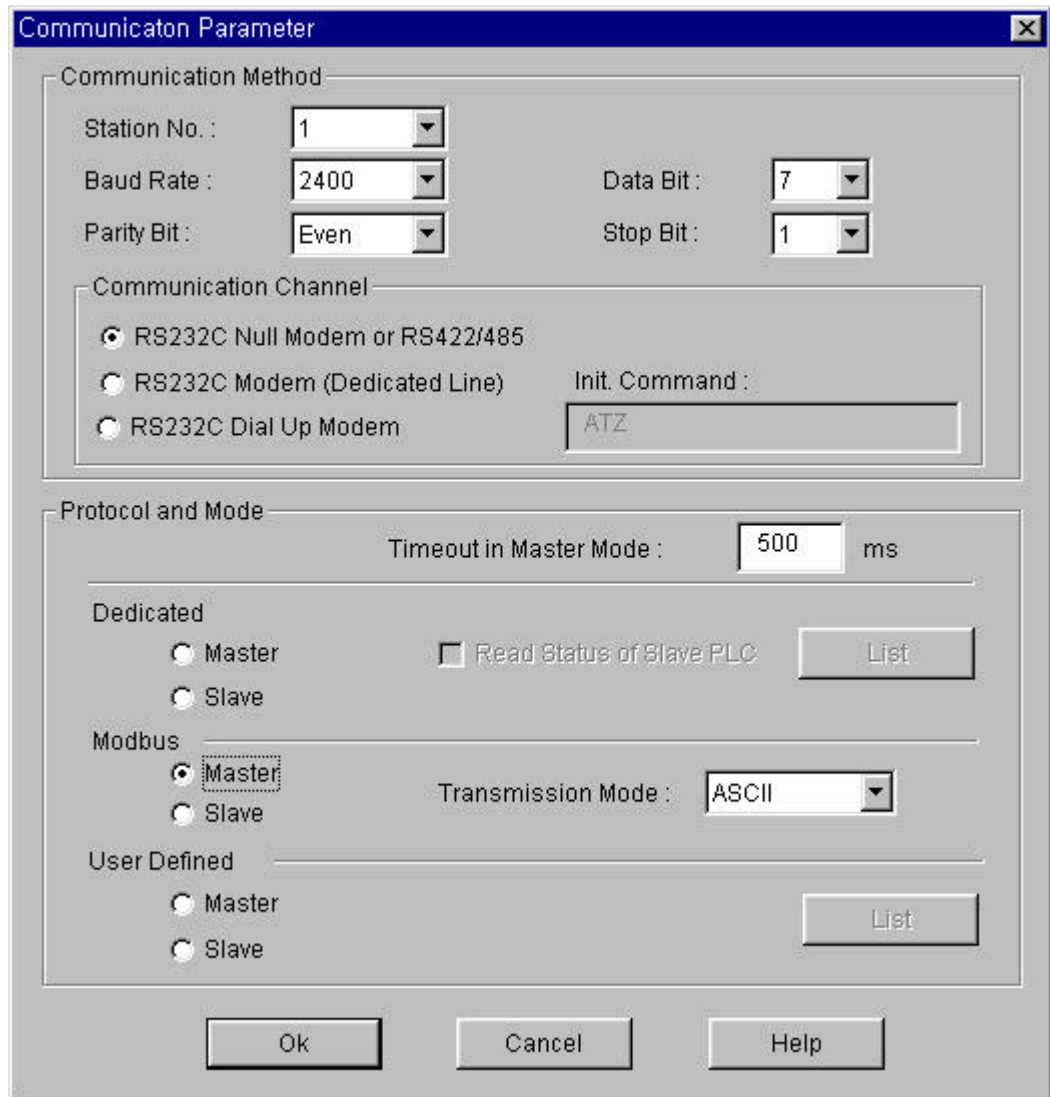 Communicaton Parameter
Communication Method
Station No. : 1
Baud Rate : 2400 Data Bit : 7
Parity Bit : Even Stop Bit : 1
Communication Channel
RS232C Null Modem or RS422/485
RS232C Modem (Dedicated Line) Init. Command :
RS232C Dial Up Modem ATZ
Protocol and Mode
Timeout in Master Mode : 500 ms
Dedicated
Master Read Status of Slave PLC List
Slave
Modbus
Master
Transmission Mode : ASCII
Slave
User Defined
Master
List
Slave
Ok Cancel Help